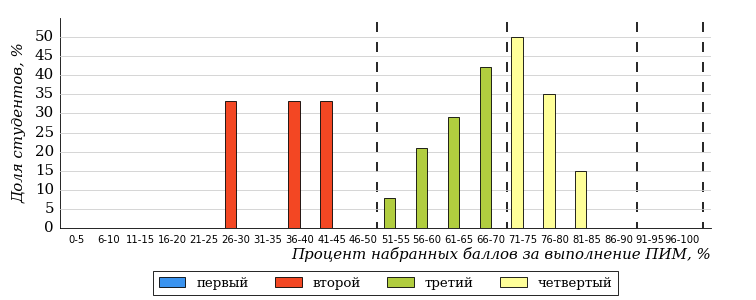 Доля студентов, %
50
45
40
35
30
25
20
15
10
5
0
0-5 6-10 11-15 16-20 21-25 26-30 31-35 36-40 41-45 46-50 51-55 56-60 61-65 66-70 71-75 76-80 81-85 86-90 91-95 96-100
Процент набранных баллов за выполнение ПИМ, %
первый второй третий четвертый